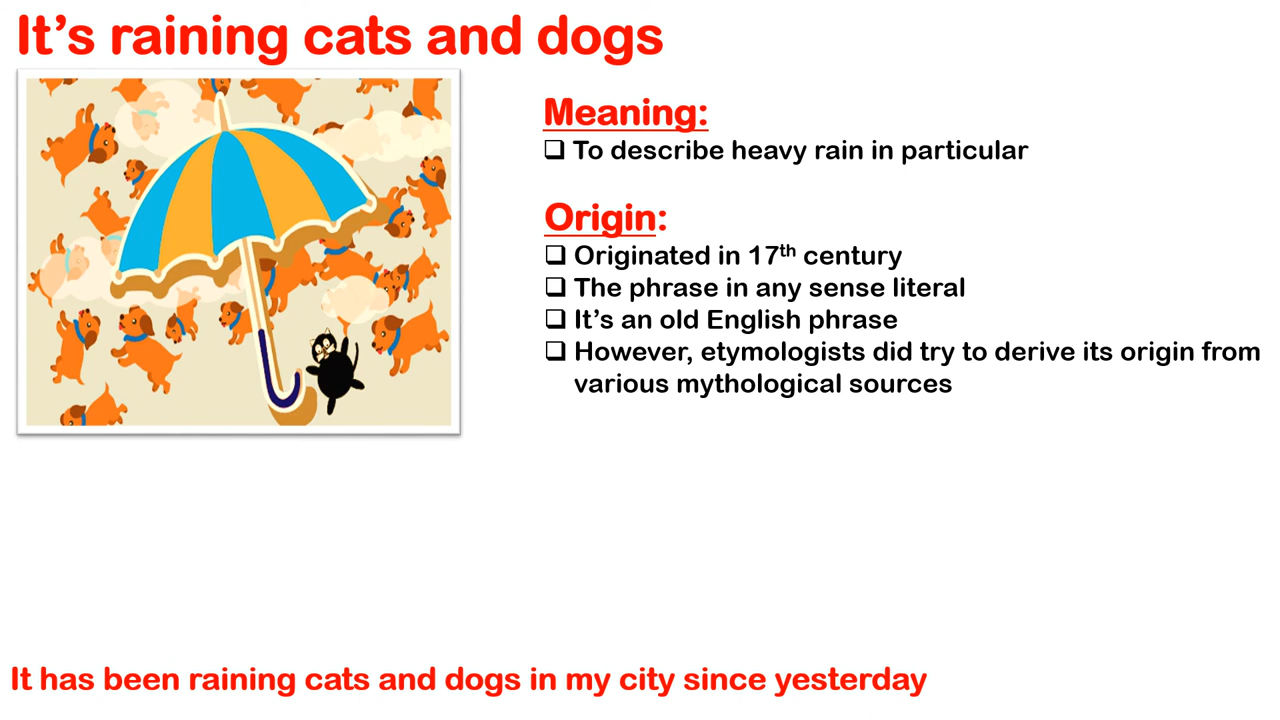 It's raining cats and dogs
Meaning:
❑ To describe heavy rain in particular
Origin:
❑ Originated in 17th century
❑ The phrase in any sense literal
❑ It's an old English phrase
❑ However, etymologists did try to derive its origin from
various mythological sources
It has been raining cats and dogs in my city since yesterday